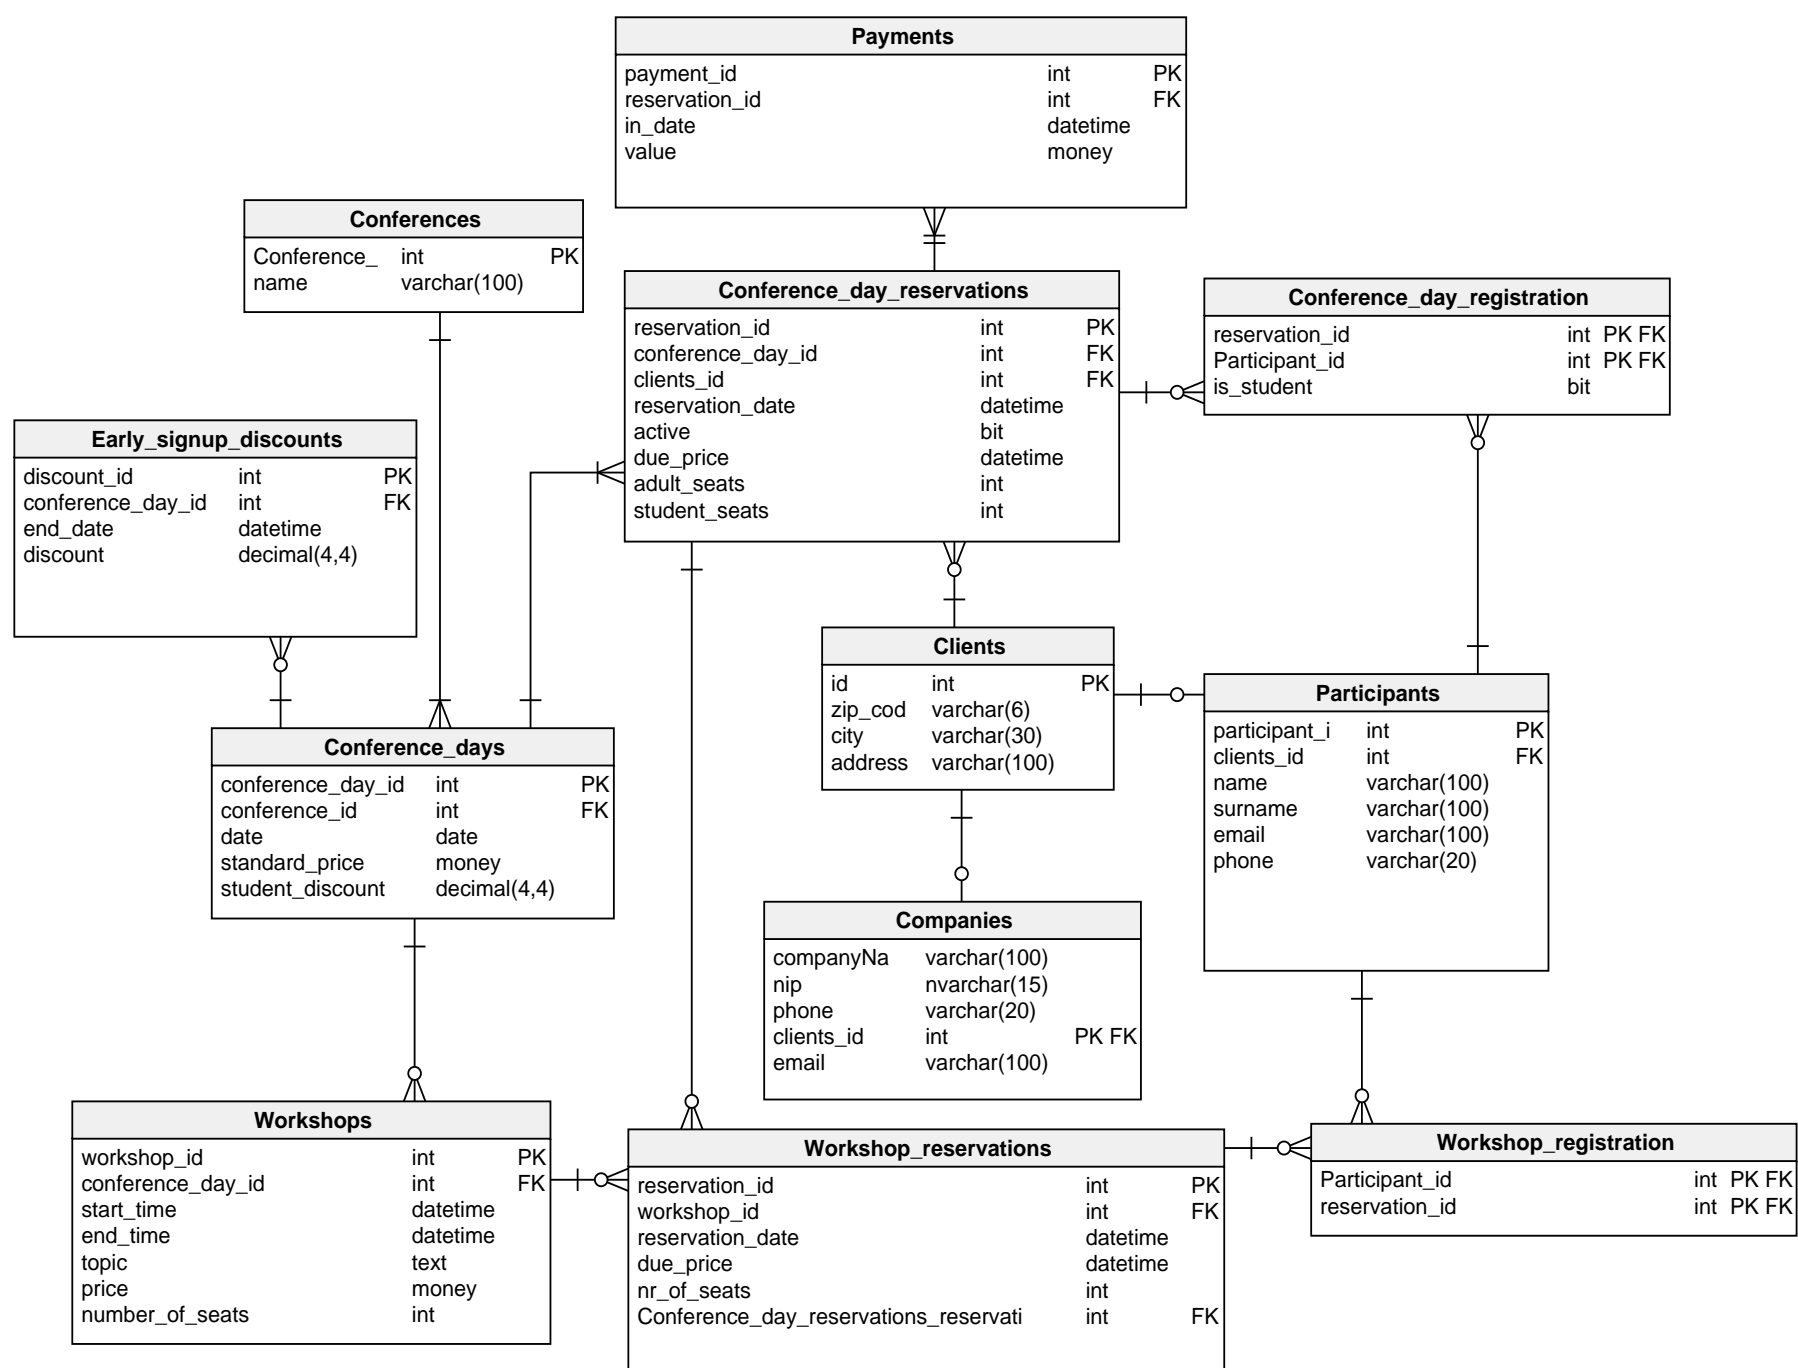 Payments
payment_id int PK
reservation_id int FK
in_date datetime
value money
Conferences
Conference_ int PK
name varchar(100)
Conference_day_reservations
reservation_id int PK
conference_day_id int FK
clients_id int FK
reservation_date datetime
active bit
due_price datetime
adult_seats int
student_seats int
Conference_day_registration
reservation_id int PK FK
Participant_id int PK FK
is_student bit
Early_signup_discounts
discount_id int PK
conference_day_id int FK
end_date datetime
discount decimal(4,4)
Clients
id int PK
zip_cod varchar(6)
city varchar(30)
address varchar(100)
Participants
participant_i int PK
clients_id int FK
name varchar(100)
surname varchar(100)
email varchar(100)
phone varchar(20)
Conference_days
conference_day_id int PK
conference_id int FK
date date
standard_price money
student_discount decimal(4,4)
Companies
companyNa varchar(100)
nip nvarchar(15)
phone varchar(20)
clients_id int PK FK
email varchar(100)
Workshops
workshop_id int PK
conference_day_id int FK
start_time datetime
end_time datetime
topic text
price money
number_of_seats int
Workshop_reservations
reservation_id int PK
workshop_id int FK
reservation_date datetime
due_price datetime
nr_of_seats int
Conference_day_reservations_reservati int FK
Workshop_registration
Participant_id int PK FK
reservation_id int PK FK